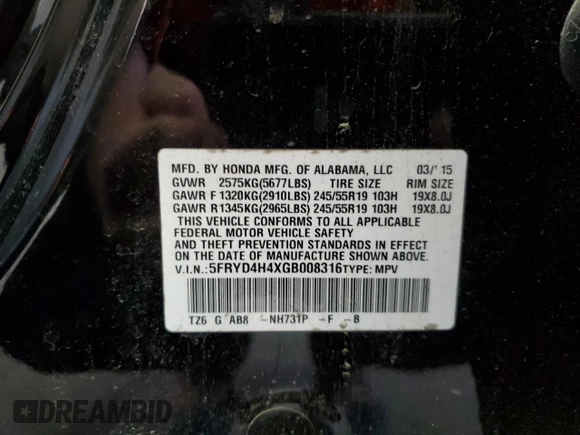 MFD. BY HONDA MFG. OF ALABAMA, LLC 03/'15
GVWR 2575KG(5677LBS) TIRE SIZE RIM SIZE
GAWR F 1320KG(2910LBS) 245/55R19 103H 19X8.0J
GAWR R1345KG(2965LBS) 245/55R19 103H 19X8.0J
THIS VEHICLE CONFORMS TO ALL APPLICABLE
FEDERAL MOTOR VEHICLE SAFETY
AND THEFT PREVENTION STANDARDS IN EFFECT
ON THE DATE OF MANUFACTURE SHOWN ABOVE.
V.I.N.:5FRYD4H4XGB008316TYPE: MPV
TZ6 G AB8 -NH731P -F -B
DREAMBID